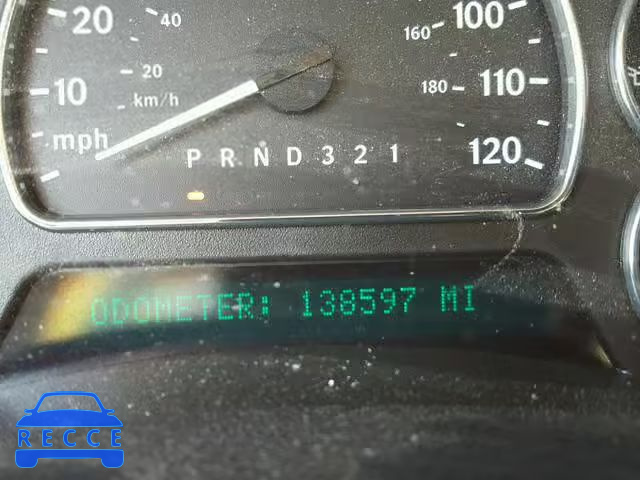 20 40 160 100
10 20 180 110
km/h
mph 120
P R N D 3 2 1
ODOMETER: 138597 MI
RECCE